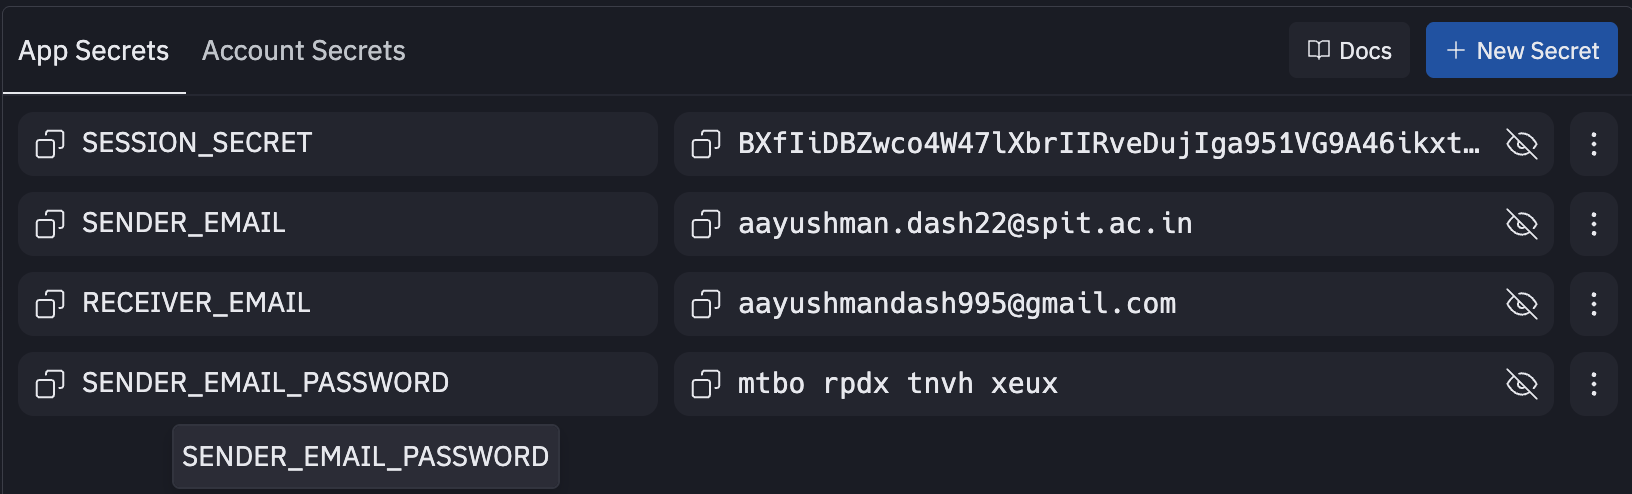 App Secrets Account Secrets Docs + New Secret
SESSION_SECRET BXfIiDBZwco4W47lXbrIIRveDujIga951VG9A46ikxt…
SENDER_EMAIL aayushman.dash22@spit.ac.in
RECEIVER_EMAIL aayushmandash995@gmail.com
SENDER_EMAIL_PASSWORD mtbo rpdx tnvh xeux
SENDER_EMAIL_PASSWORD